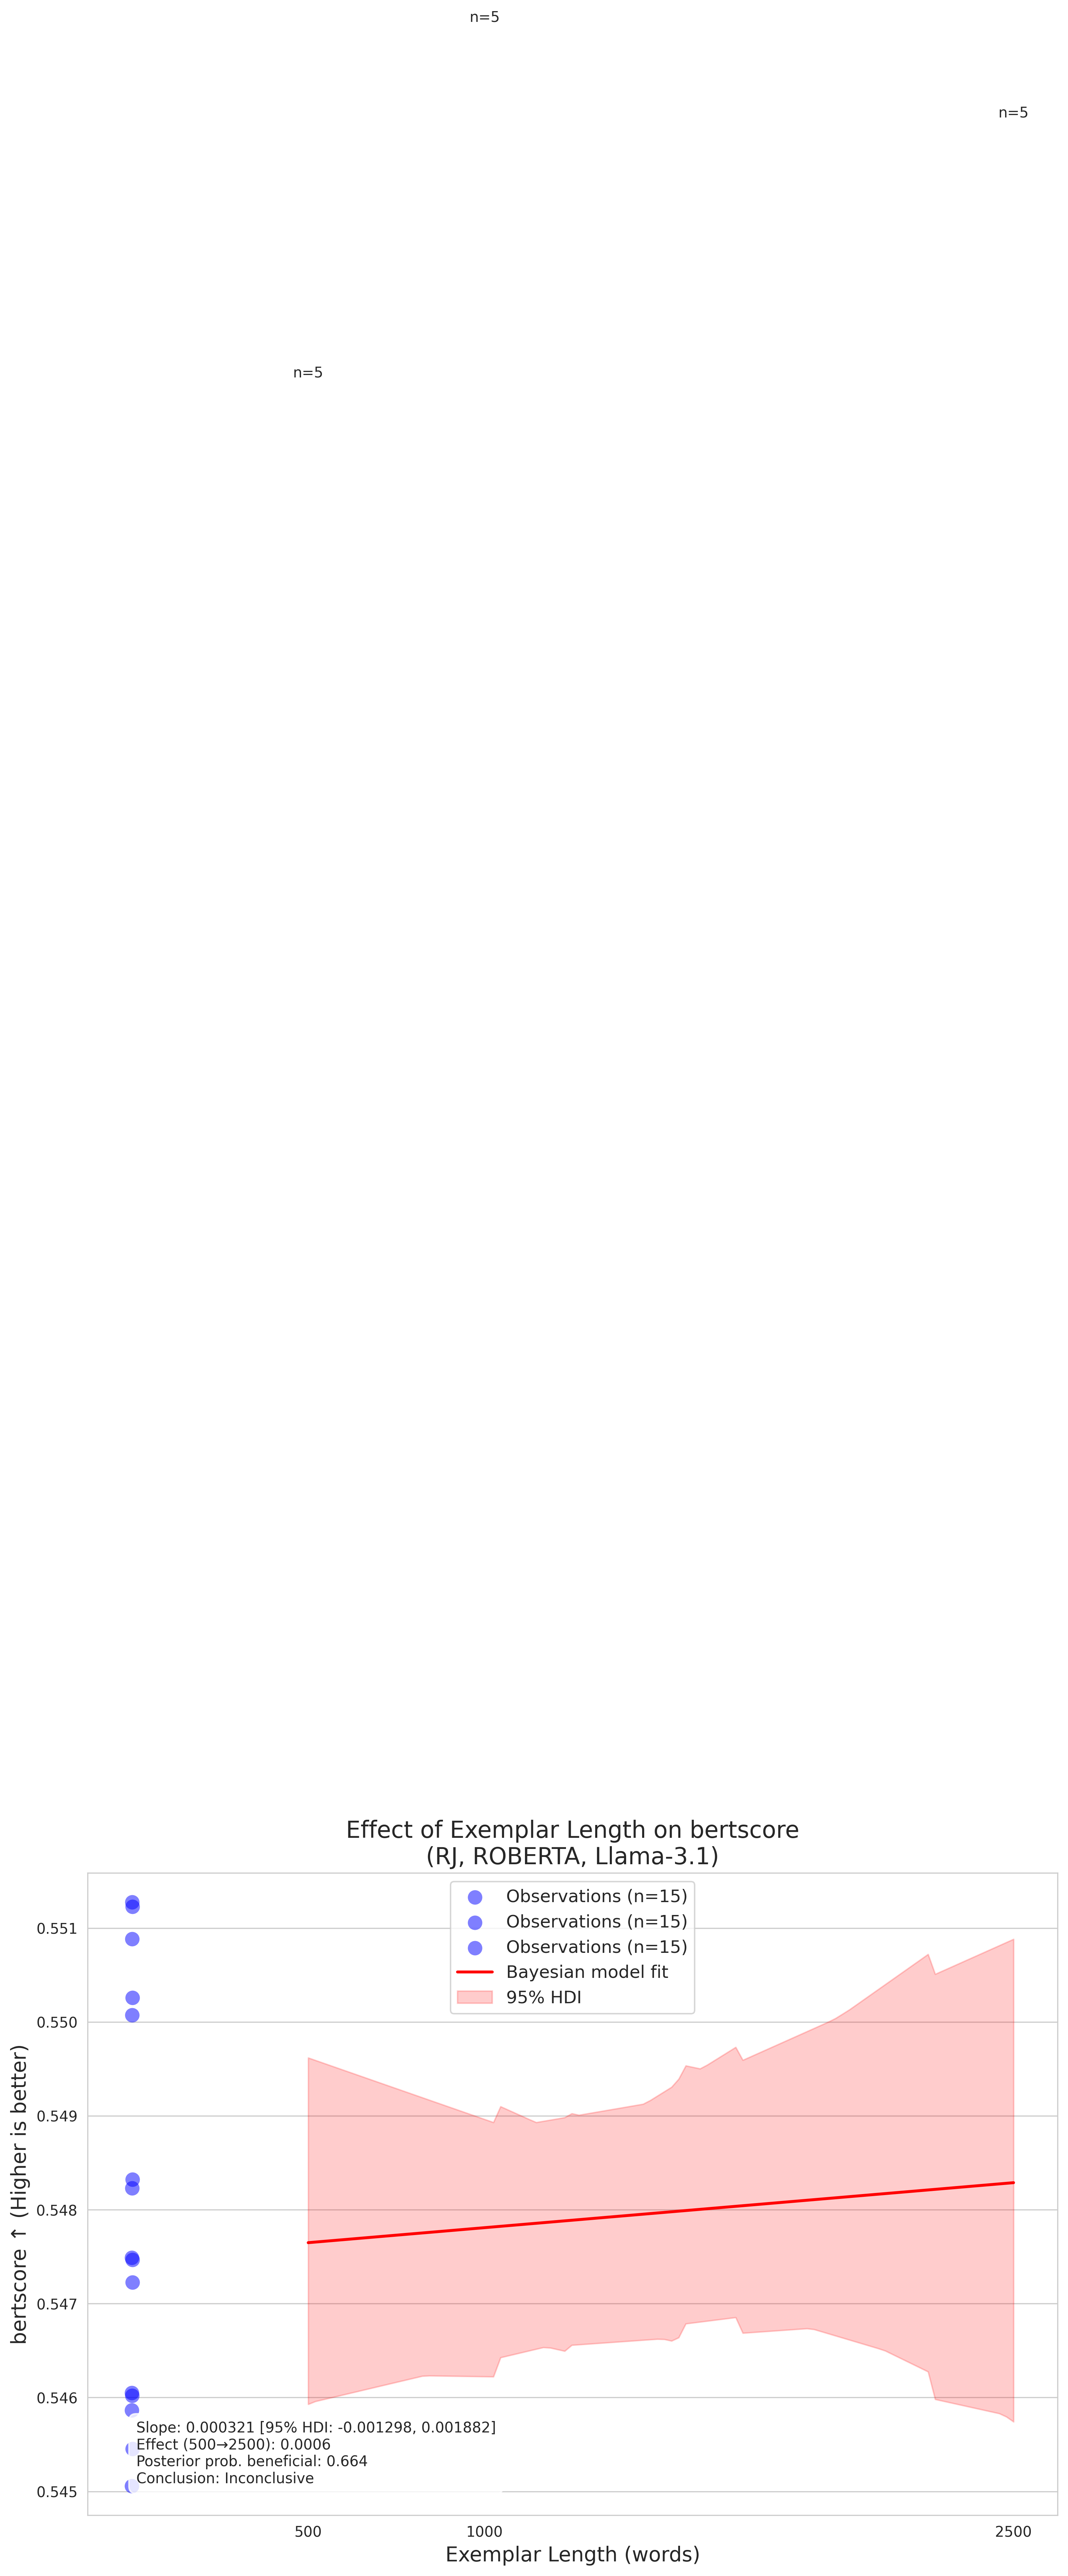 n=5
n=5
n=5
Effect of Exemplar Length on bertscore
(RJ, ROBERTA, Llama-3.1)
Observations (n=15)
Observations (n=15)
Observations (n=15)
Bayesian model fit
95% HDI
bertscore ↑ (Higher is better)
0.551
0.550
0.549
0.548
0.547
0.546
0.545
Slope: 0.000321 [95% HDI: -0.001298, 0.001882]
Effect (500→2500): 0.0006
Posterior prob. beneficial: 0.664
Conclusion: Inconclusive
500 1000 2500
Exemplar Length (words)